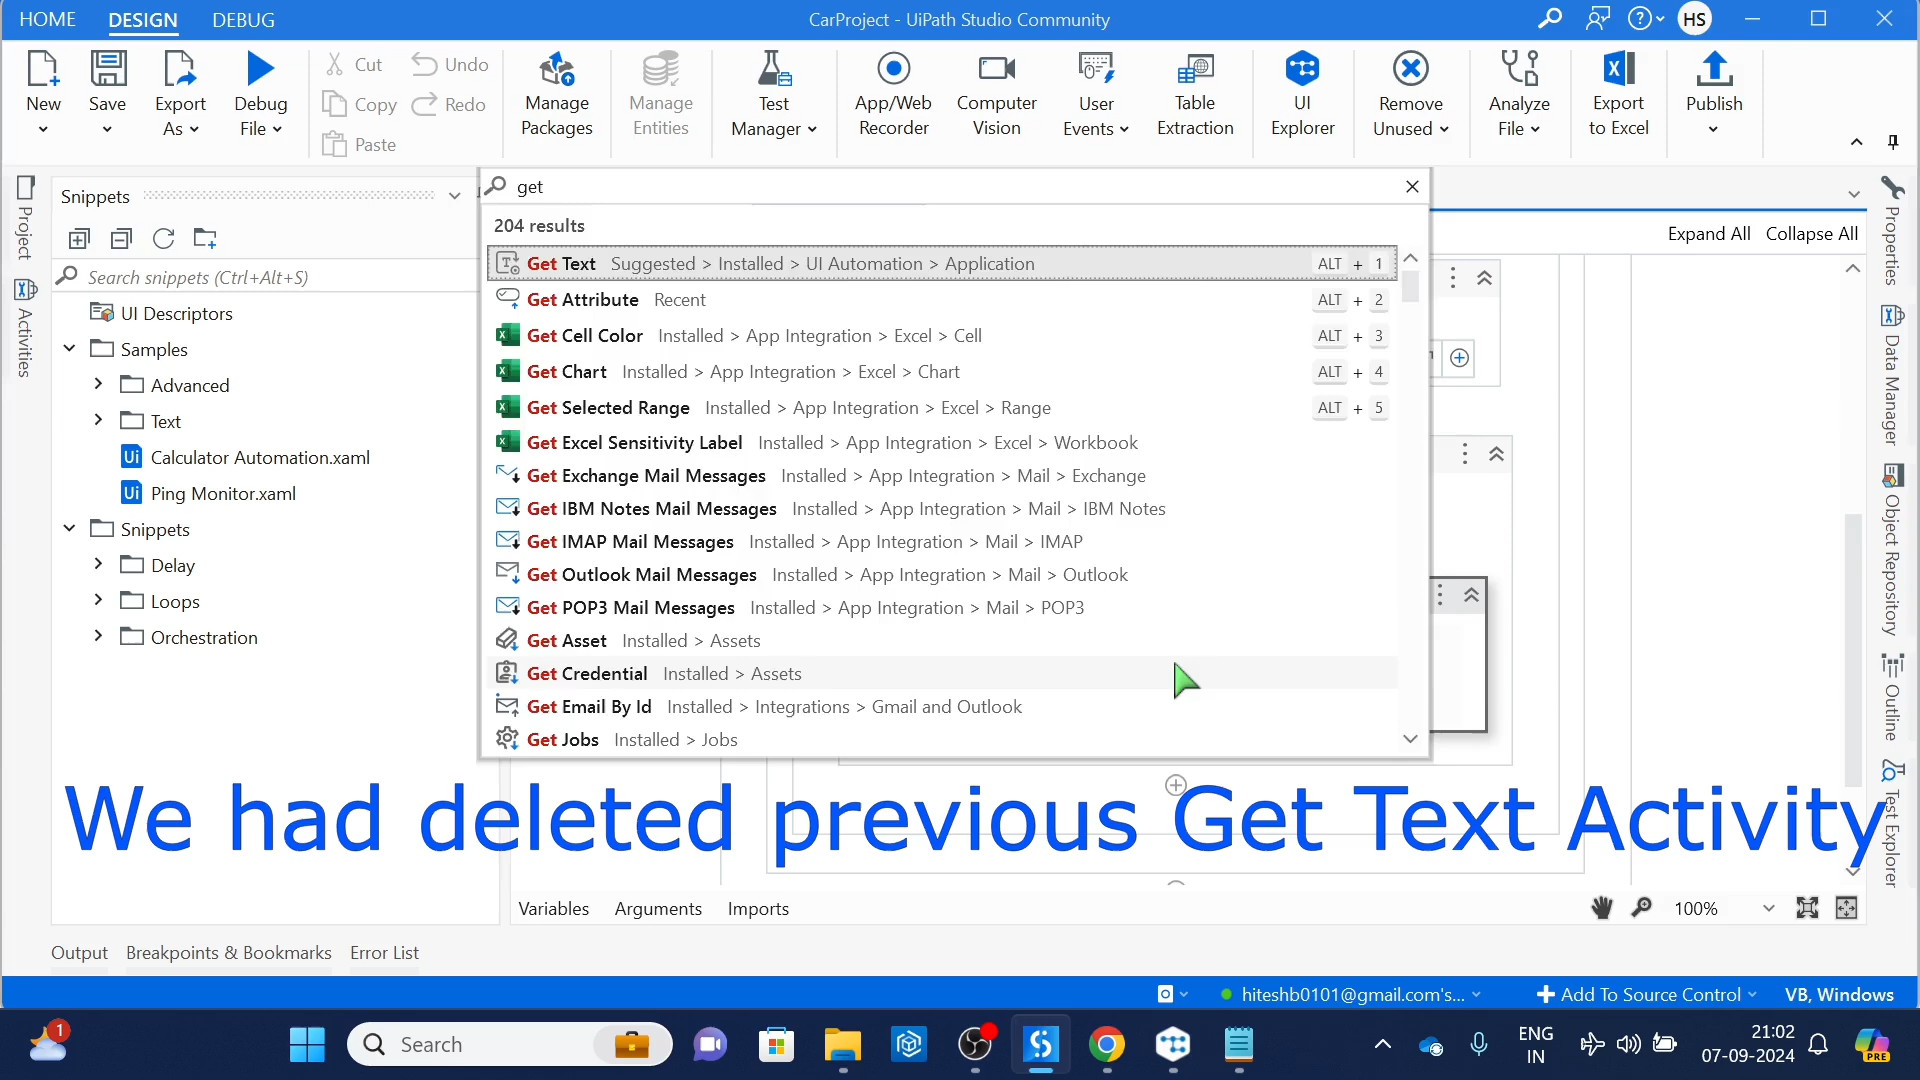 HOME DESIGN DEBUG CarProject - UiPath Studio Community HS
New Save Export As Debug File Cut Copy Paste Undo Redo Manage Packages Manage Entities Test Manager App/Web Recorder Computer Vision User Events Table Extraction UI Explorer Remove Unused Analyze File Export to Excel Publish
Project
Activities
Snippets
Search snippets (Ctrl+Alt+S)
UI Descriptors
Samples
Advanced
Text
Calculator Automation.xaml
Ping Monitor.xaml
Snippets
Delay
Loops
Orchestration
get
204 results
Get Text Suggested > Installed > UI Automation > Application ALT + 1
Get Attribute Recent ALT + 2
Get Cell Color Installed > App Integration > Excel > Cell ALT + 3
Get Chart Installed > App Integration > Excel > Chart ALT + 4
Get Selected Range Installed > App Integration > Excel > Range ALT + 5
Get Excel Sensitivity Label Installed > App Integration > Excel > Workbook
Get Exchange Mail Messages Installed > App Integration > Mail > Exchange
Get IBM Notes Mail Messages Installed > App Integration > Mail > IBM Notes
Get IMAP Mail Messages Installed > App Integration > Mail > IMAP
Get Outlook Mail Messages Installed > App Integration > Mail > Outlook
Get POP3 Mail Messages Installed > App Integration > Mail > POP3
Get Asset Installed > Assets
Get Credential Installed > Assets
Get Email By Id Installed > Integrations > Gmail and Outlook
Get Jobs Installed > Jobs
Expand All Collapse All
Properties
Data Manager
Object Repository
Outline
Test Explorer
We had deleted previous Get Text Activity
Variables Arguments Imports 100%
Output Breakpoints & Bookmarks Error List
hiteshb0101@gmail.com's... Add To Source Control VB, Windows
1 Search ENG IN 21:02 07-09-2024 PRE